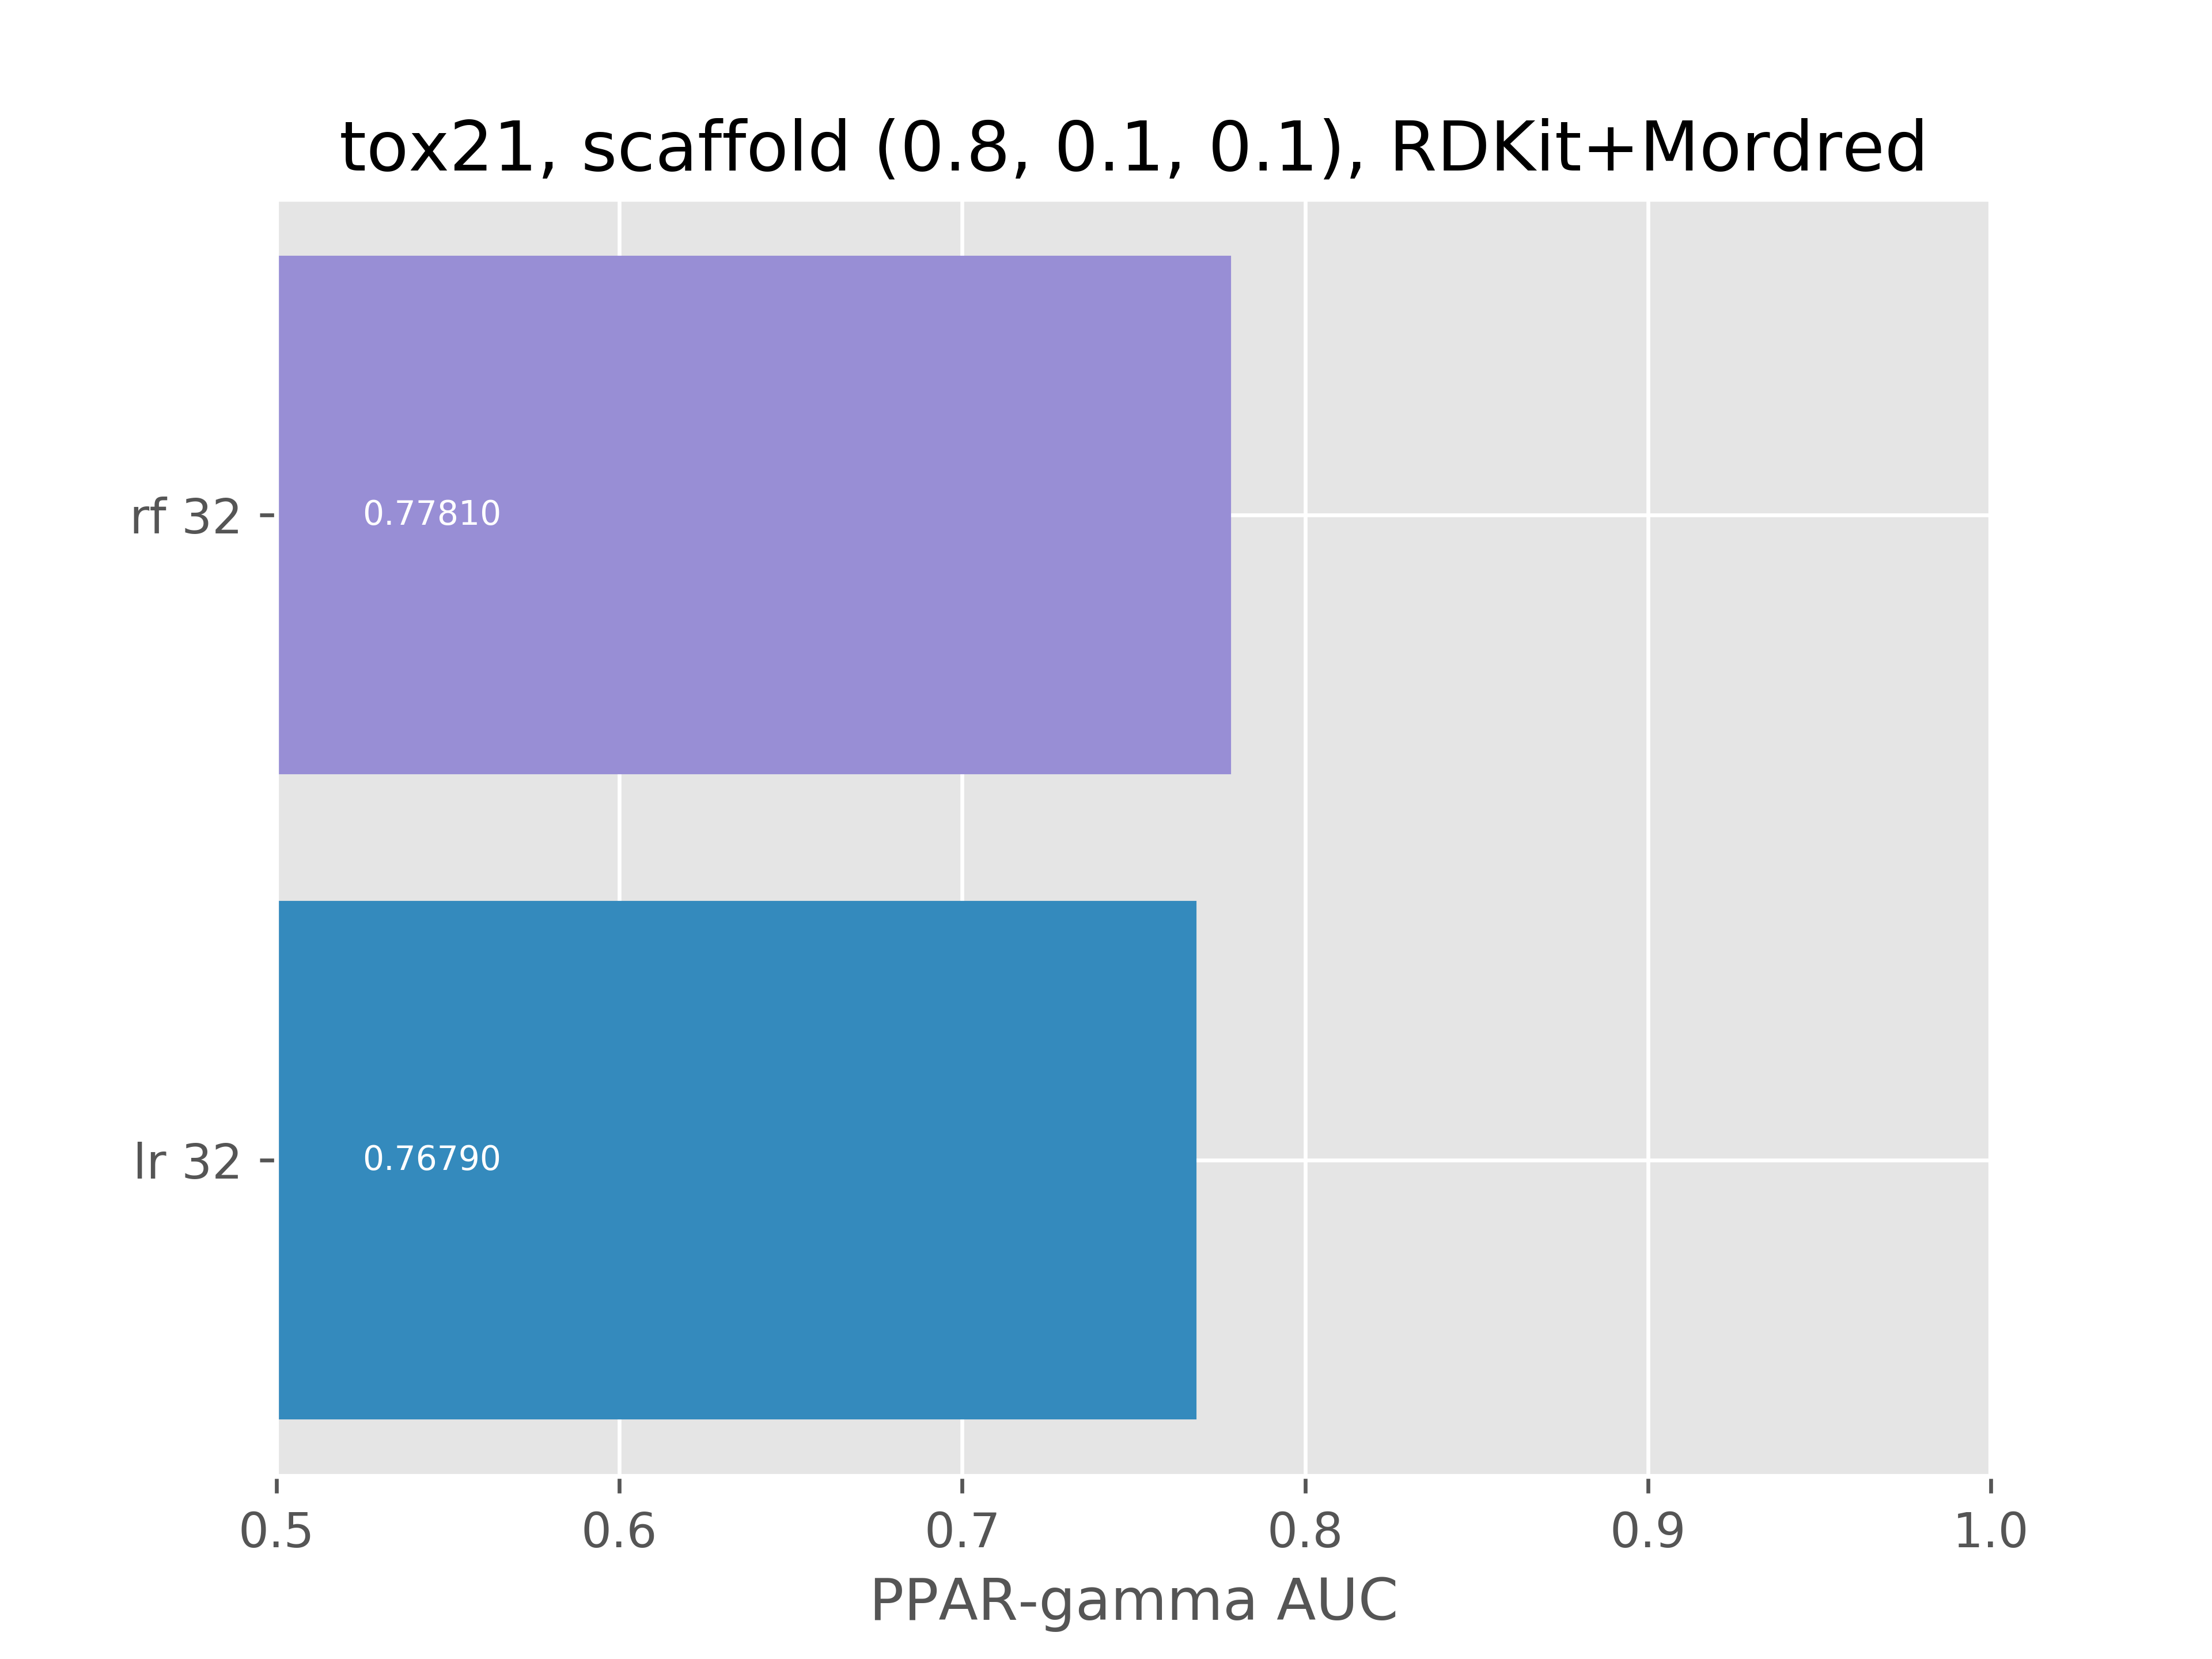 tox21, scaffold (0.8, 0.1, 0.1), RDKit+Mordred
rf 32
0.77810
lr 32
0.76790
0.5 0.6 0.7 0.8 0.9 1.0
PPAR-gamma AUC